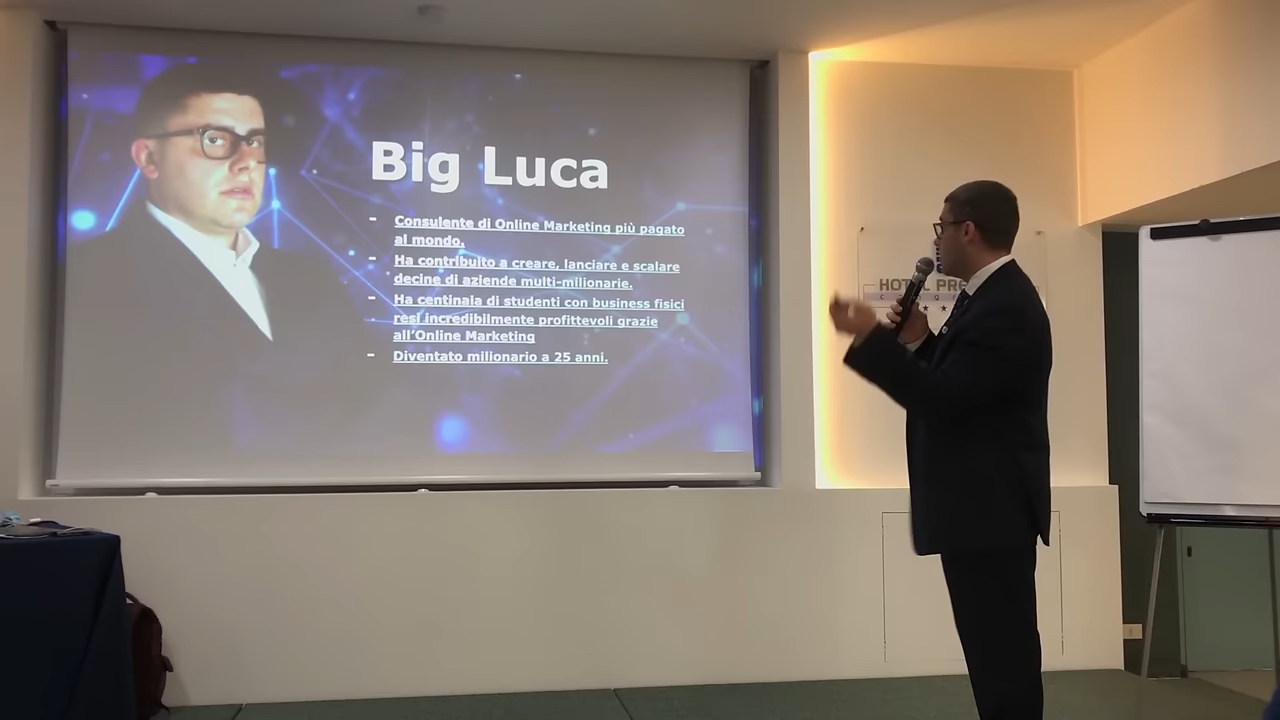 Big Luca
- Consulente di Online Marketing più pagato
al mondo.
- Ha contribuito a creare, lanciare e scalare
decine di aziende multi-milionarie.
- Ha centinaia di studenti con business fisici
resi incredibilmente profittevoli grazie
all'Online Marketing
- Diventato milionario a 25 anni.
HOTEL PRE